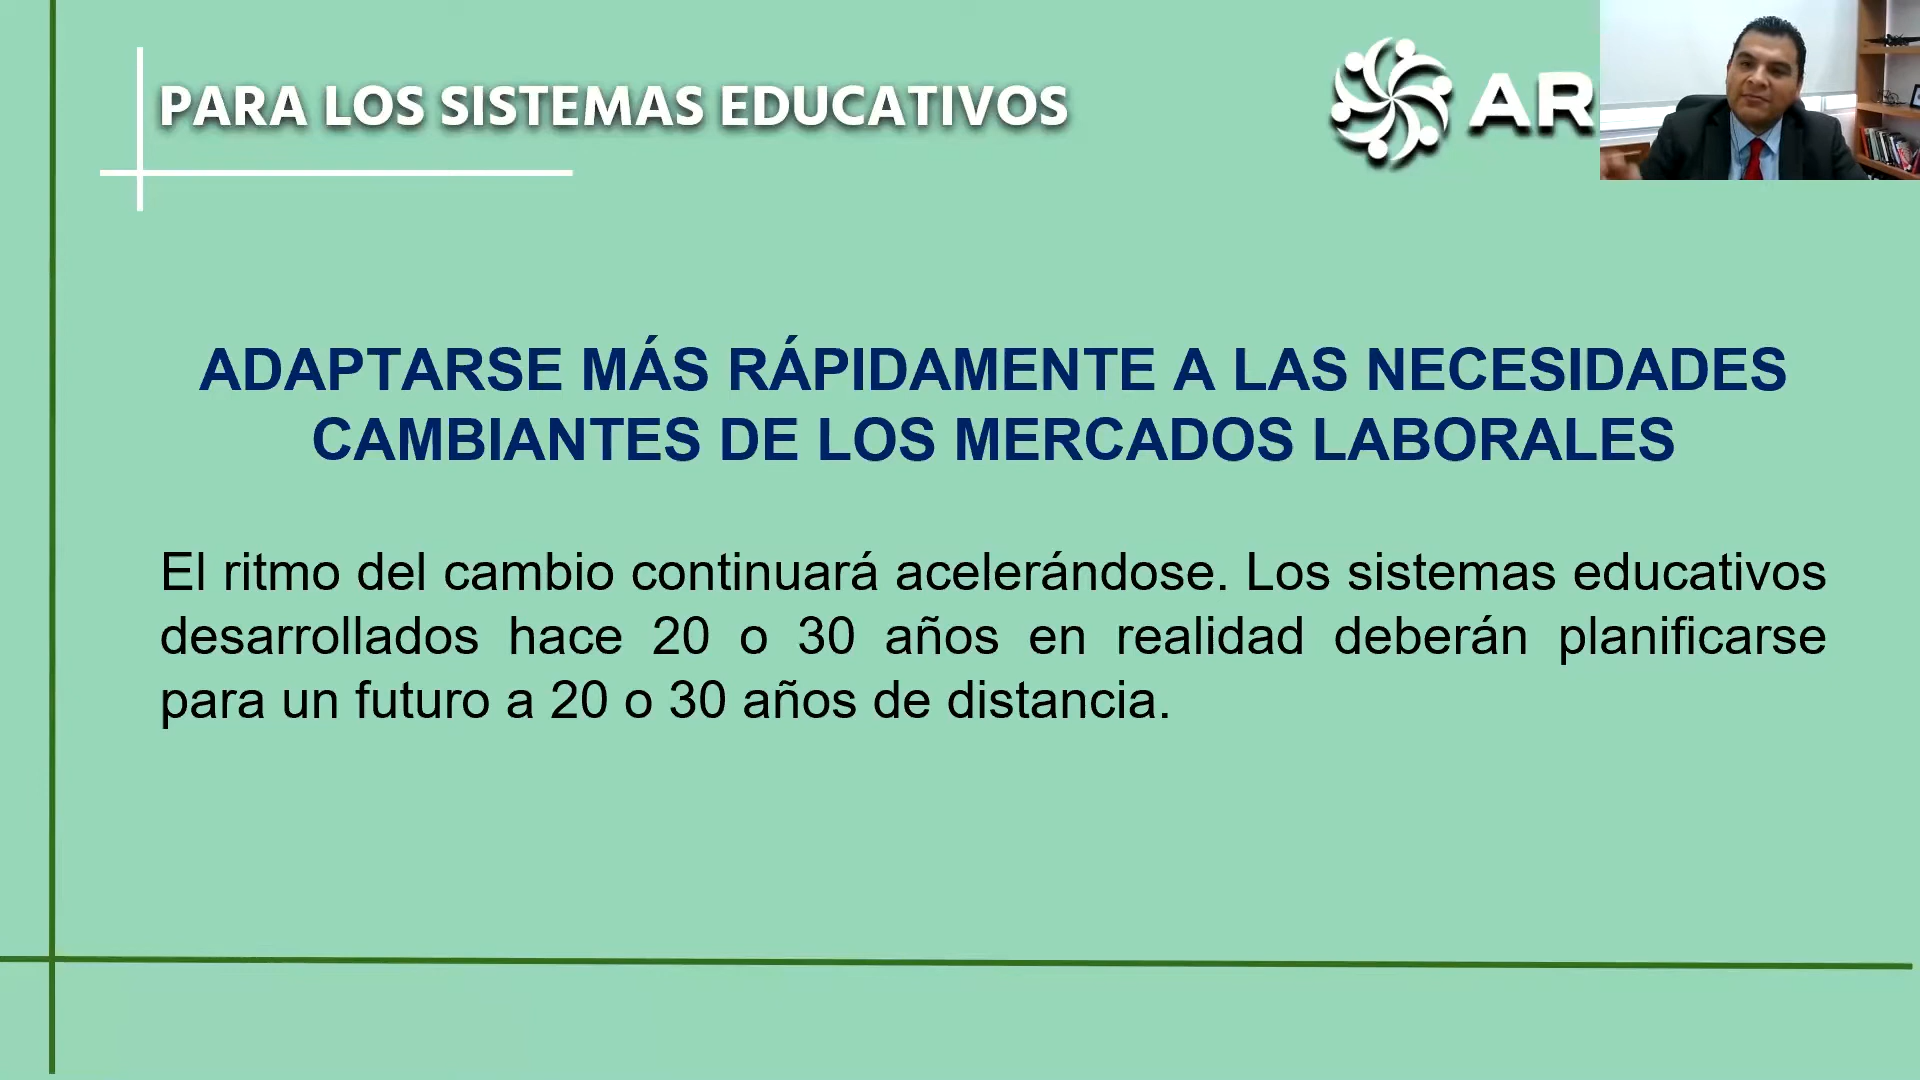 PARA LOS SISTEMAS EDUCATIVOS
AR
ADAPTARSE MÁS RÁPIDAMENTE A LAS NECESIDADES
CAMBIANTES DE LOS MERCADOS LABORALES
El ritmo del cambio continuará acelerándose. Los sistemas educativos
desarrollados hace 20 o 30 años en realidad deberán planificarse
para un futuro a 20 o 30 años de distancia.